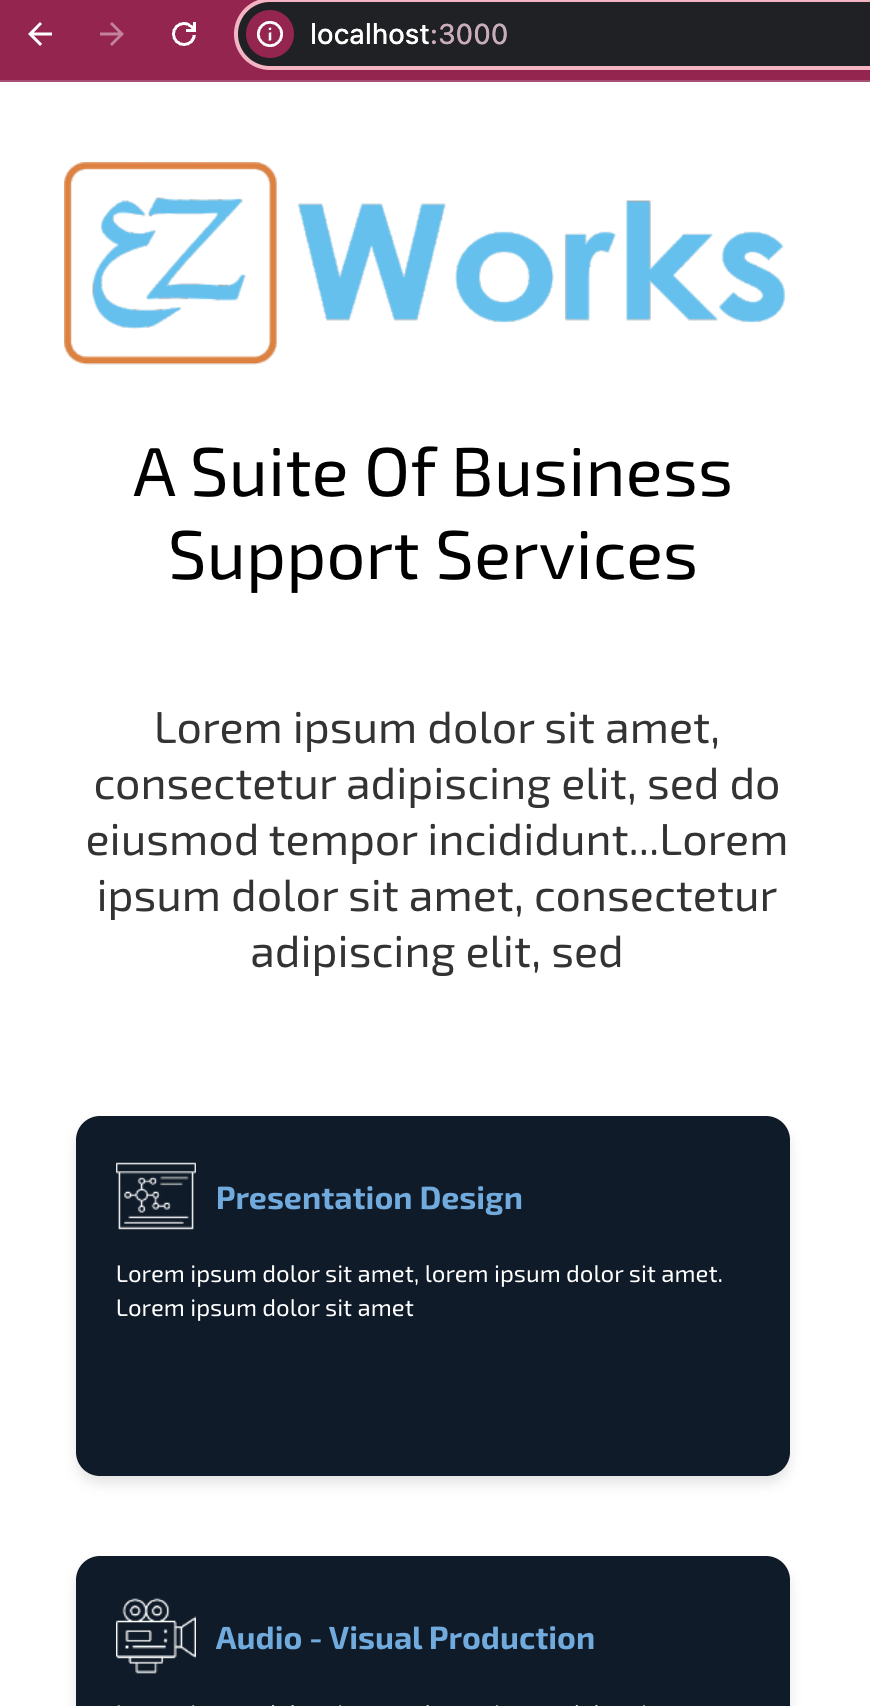 localhost:3000
EZ Works
A Suite Of Business
Support Services
Lorem ipsum dolor sit amet,
consectetur adipiscing elit, sed do
eiusmod tempor incididunt...Lorem
ipsum dolor sit amet, consectetur
adipiscing elit, sed
Presentation Design
Lorem ipsum dolor sit amet, lorem ipsum dolor sit amet.
Lorem ipsum dolor sit amet
Audio - Visual Production